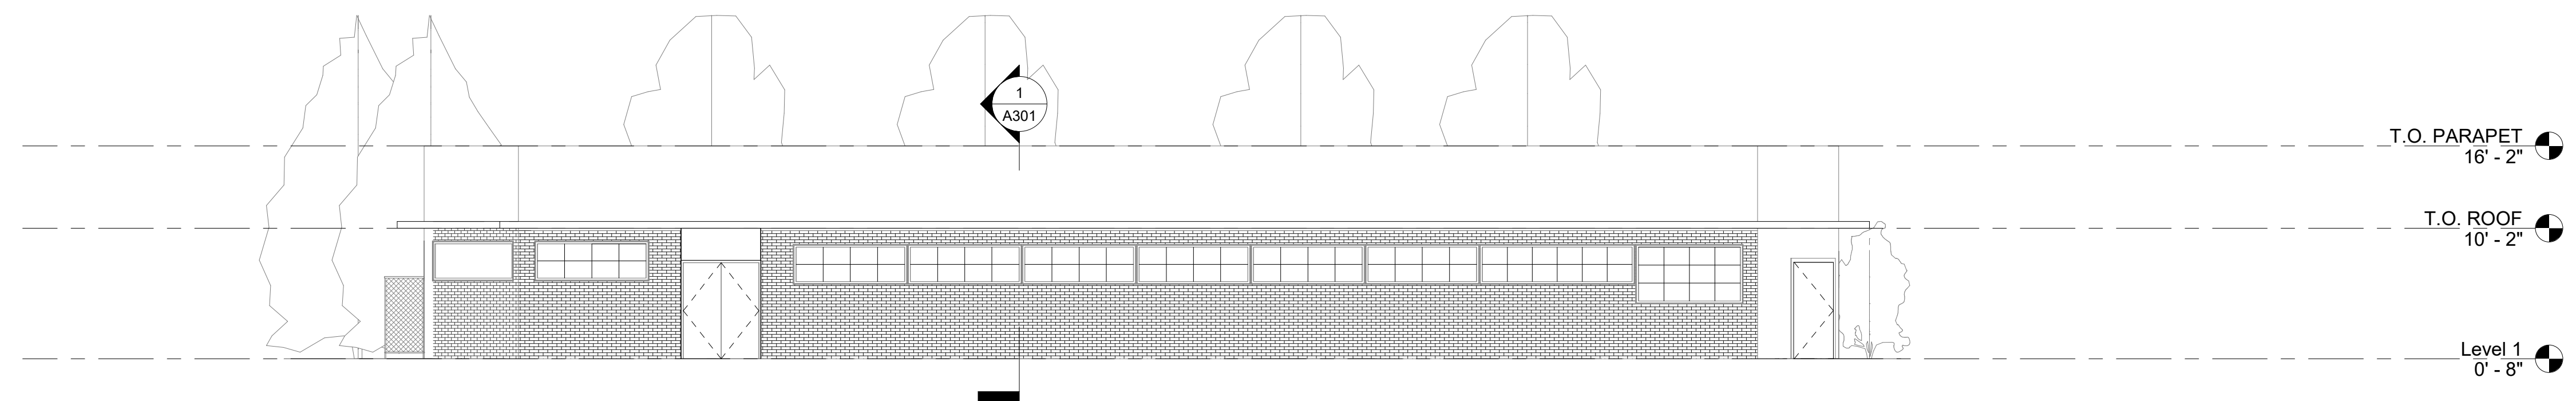 1
A301
T.O. PARAPET
16' - 2"
T.O. ROOF
10' - 2"
Level 1
0' - 8"